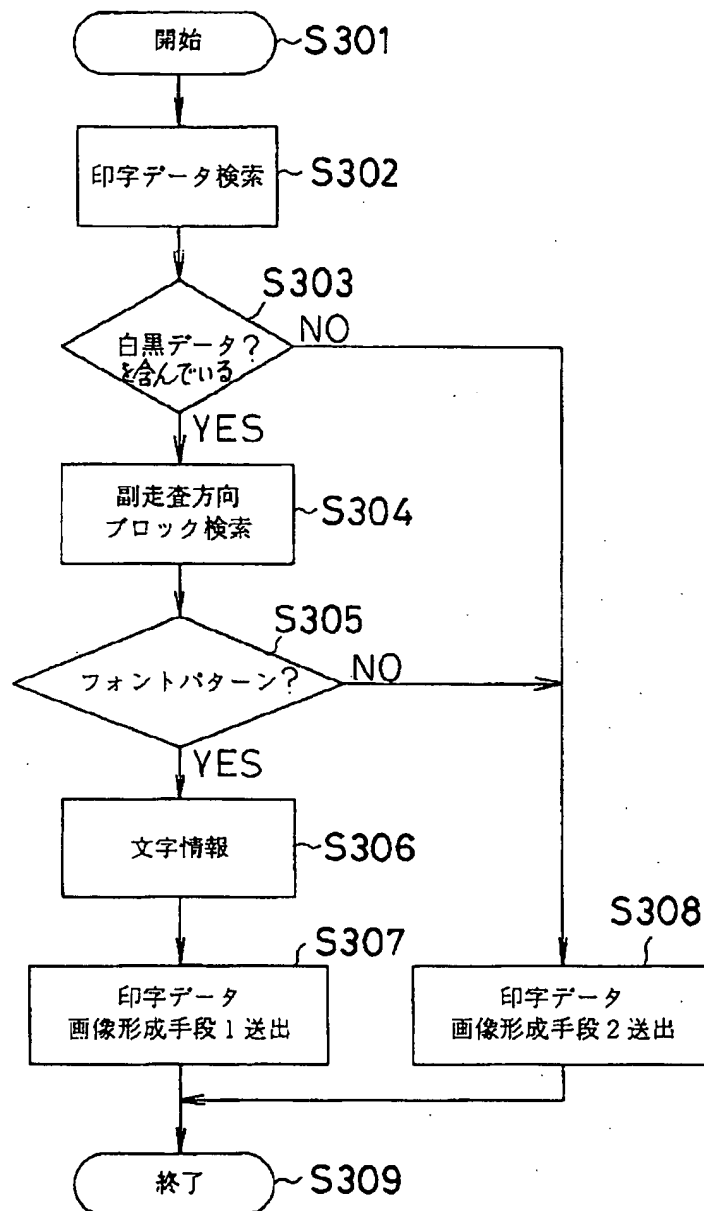 開始
S301
印字データ検索
S302
S303
白黒データ?
を含んでいる
NO
YES
副走査方向
ブロック検索
S304
S305
フォントパターン?
NO
YES
文字情報
S306
S307
印字データ
画像形成手段1送出
S308
印字データ
画像形成手段2送出
終了
S309